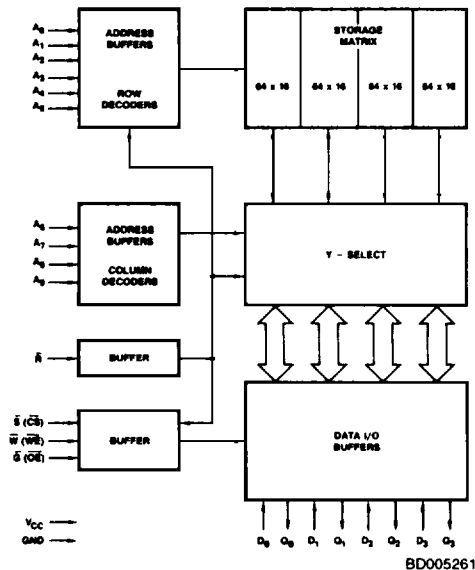 A0
A1
A2
A3
A4
A5
ADDRESS
BUFFERS
ROW
DECODERS
STORAGE
MATRIX
64 x 16
64 x 16
64 x 16
64 x 16
A6
A7
A8
A9
ADDRESS
BUFFERS
COLUMN
DECODERS
Y - SELECT
R̅
BUFFER
S̅ (C̅S̅)
W̅ (W̅E̅)
G̅ (O̅E̅)
BUFFER
DATA I/O
BUFFERS
VCC
GND
D0 Q0 D1 Q1 D2 Q2 D3 Q3
BD005261